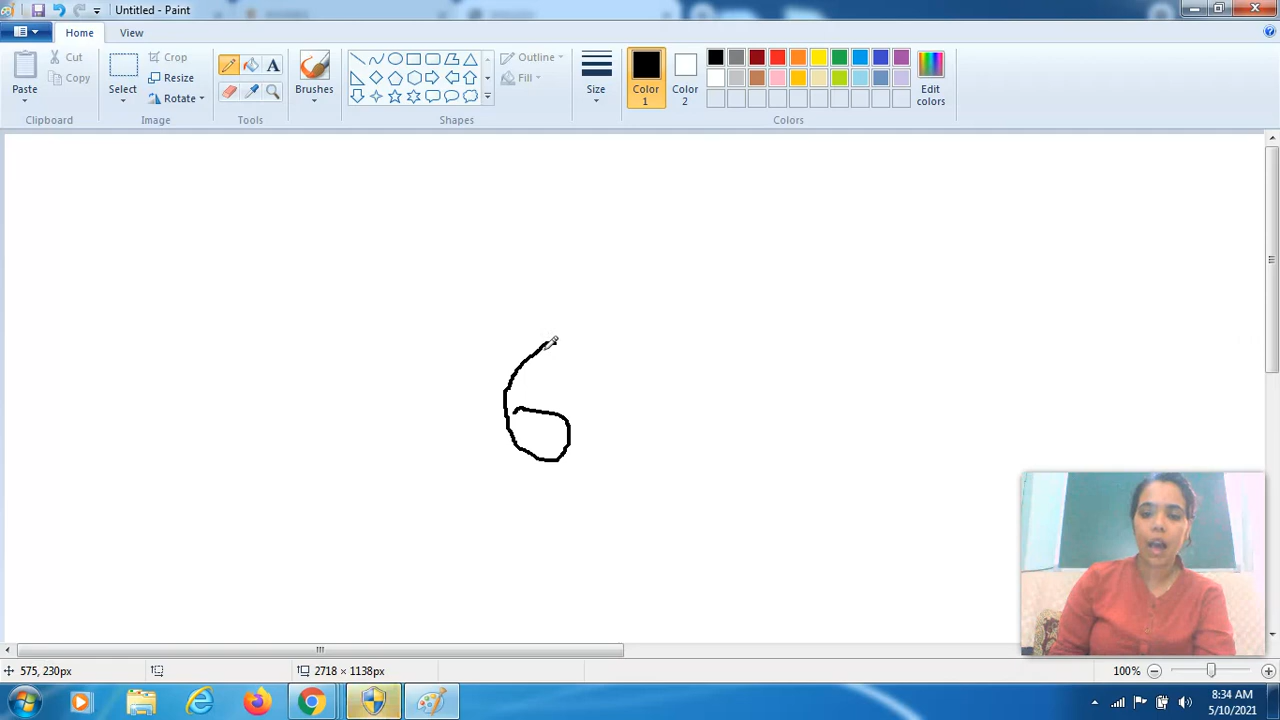 Untitled - Paint
Home View
Paste
Cut
Copy
Clipboard
Select
Crop
Resize
Rotate
Image
A
Tools
Brushes
Outline
Fill
Shapes
Size
Color 1
Color 2
Edit colors
Colors
6
575, 230px
2718 × 1138px
100%
8:34 AM
5/10/2021